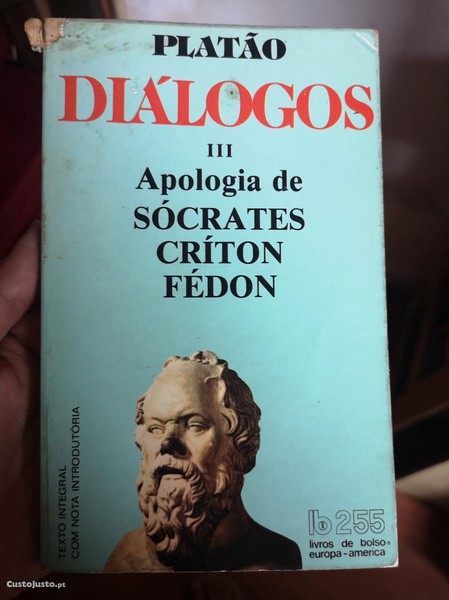 PLATÃO
DIÁLOGOS
III
Apologia de
SÓCRATES
CRÍTON
FÉDON
TEXTO INTEGRAL
COM NOTA INTRODUTÓRIA
lb 255
livros de bolso
europa-america
CustoJusto.pt